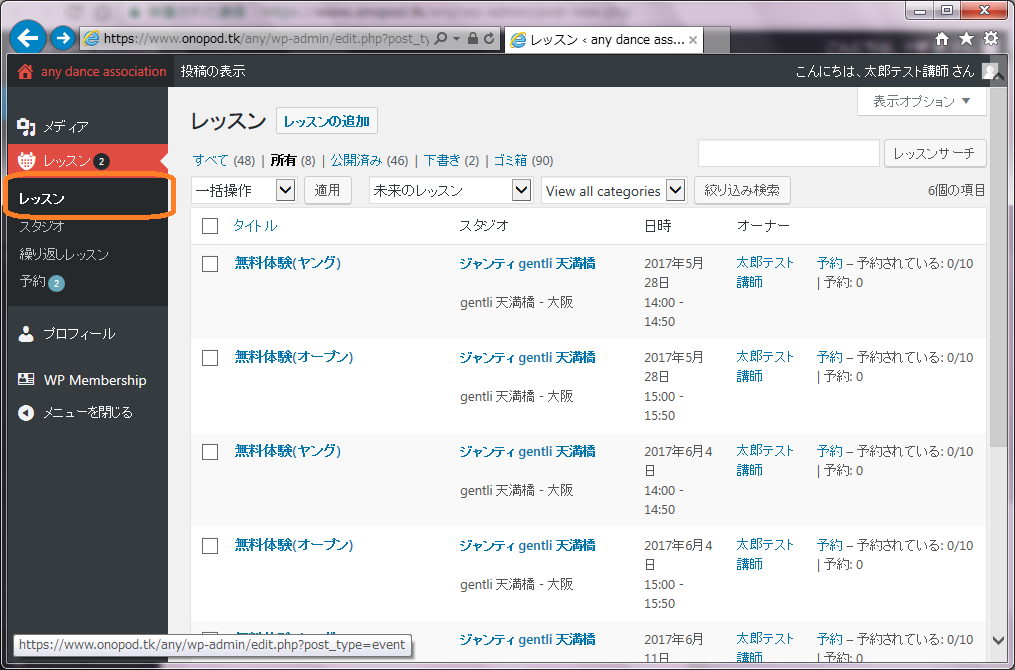 https://www.onopod.tk/any/wp-admin/edit.php?post_ty
レッスン ‹ any dance ass...
any dance association 投稿の表示 こんにちは、太郎テスト講師 さん
表示オプション ▼
メディア
レッスン 2
レッスン
スタジオ
繰り返しレッスン
予約 2
プロフィール
WP Membership
メニューを閉じる
レッスン レッスンの追加
すべて (48) | 所有 (8) | 公開済み (46) | 下書き (2) | ゴミ箱 (90)
レッスンサーチ
一括操作 適用 未来のレッスン View all categories 絞り込み検索 6個の項目
タイトル スタジオ 日時 オーナー
無料体験(ヤング) ジャンティ gentli 天満橋 2017年5月 太郎テスト 予約 – 予約されている: 0/10
28日 講師 | 予約: 0
gentli 天満橋 - 大阪 14:00 -
14:50
無料体験(オープン) ジャンティ gentli 天満橋 2017年5月 太郎テスト 予約 – 予約されている: 0/10
28日 講師 | 予約: 0
gentli 天満橋 - 大阪 15:00 -
15:50
無料体験(ヤング) ジャンティ gentli 天満橋 2017年6月4 太郎テスト 予約 – 予約されている: 0/10
日 講師 | 予約: 0
gentli 天満橋 - 大阪 14:00 -
14:50
無料体験(オープン) ジャンティ gentli 天満橋 2017年6月4 太郎テスト 予約 – 予約されている: 0/10
日 講師 | 予約: 0
gentli 天満橋 - 大阪 15:00 -
15:50
ジャンティ gentli 天満橋 2017年6月 太郎テスト 予約 – 予約されている: 0/10
11日 講師 | 予約: 0
https://www.onopod.tk/any/wp-admin/edit.php?post_type=event